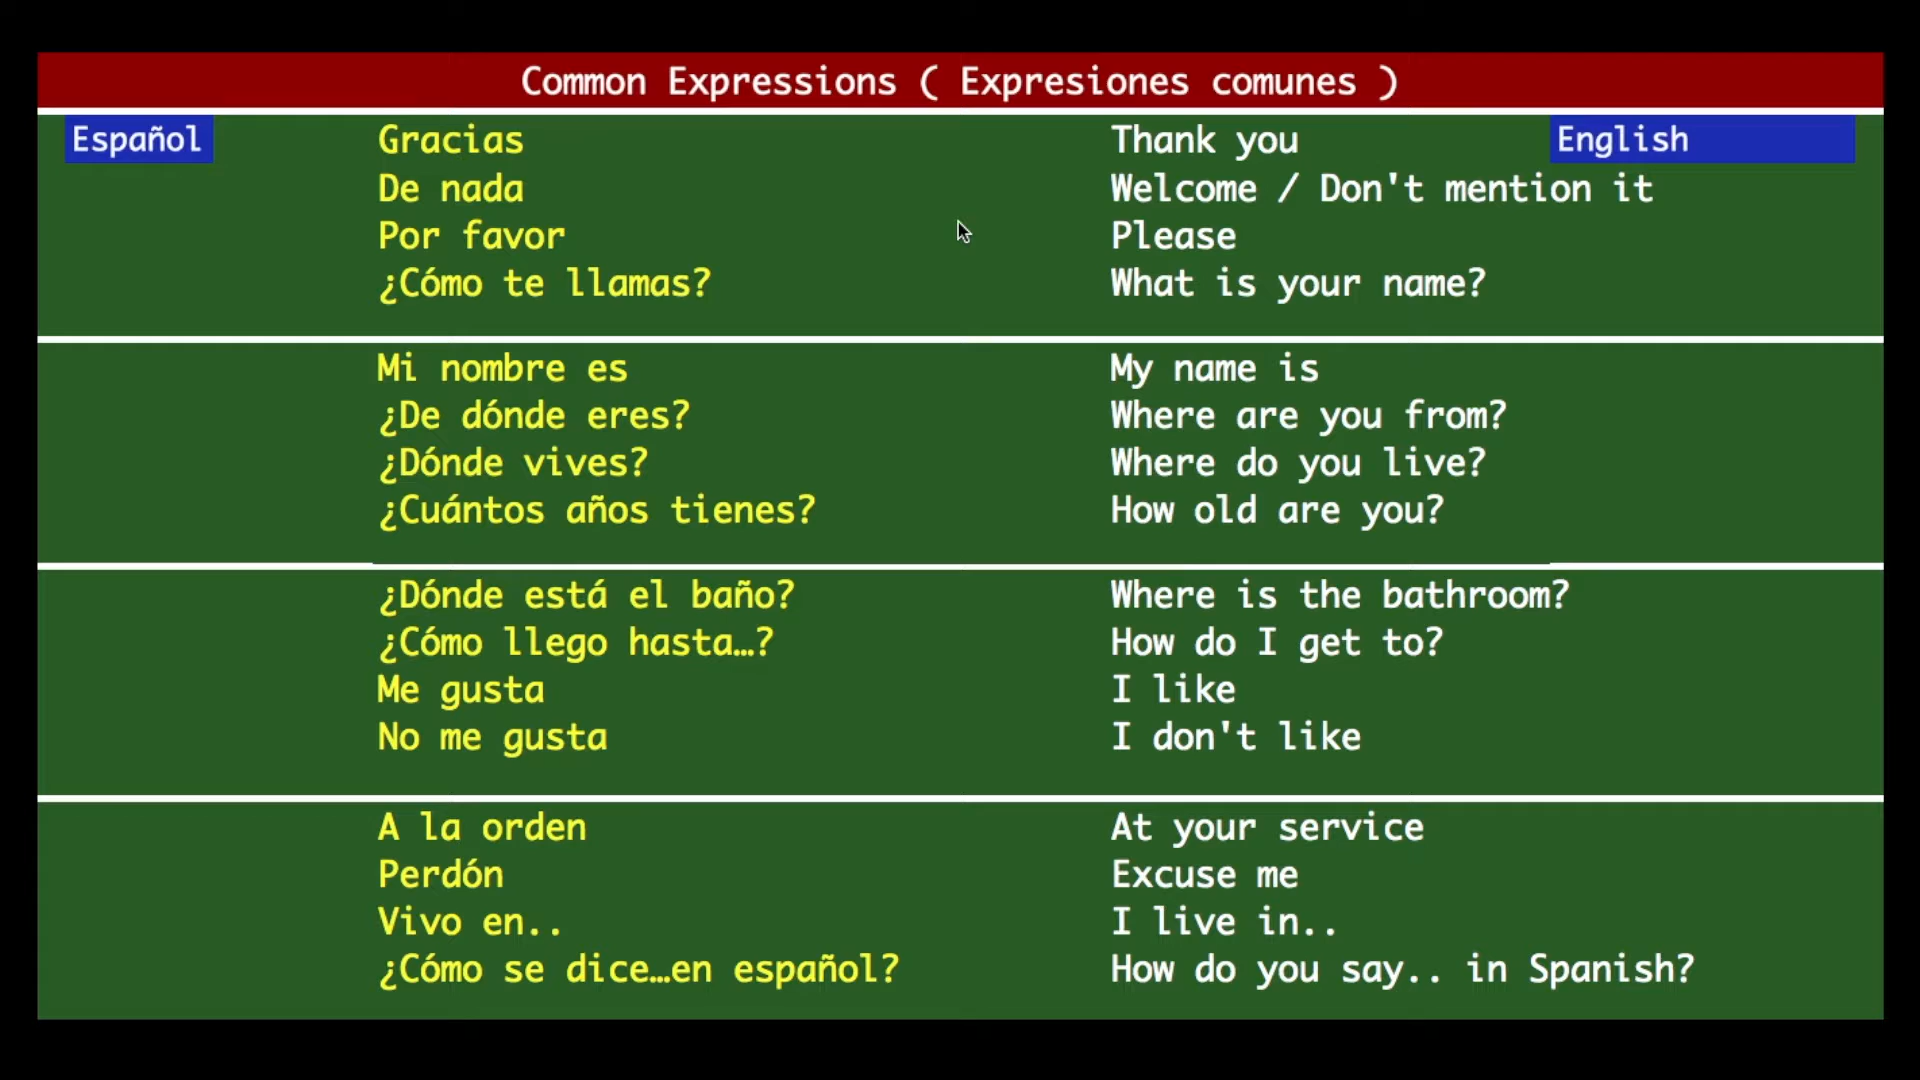 Common Expressions ( Expresiones comunes )
Español Gracias Thank you English
De nada Welcome / Don't mention it
Por favor Please
¿Cómo te llamas? What is your name?
Mi nombre es My name is
¿De dónde eres? Where are you from?
¿Dónde vives? Where do you live?
¿Cuántos años tienes? How old are you?
¿Dónde está el baño? Where is the bathroom?
¿Cómo llego hasta…? How do I get to?
Me gusta I like
No me gusta I don't like
A la orden At your service
Perdón Excuse me
Vivo en.. I live in..
¿Cómo se dice…en español? How do you say.. in Spanish?